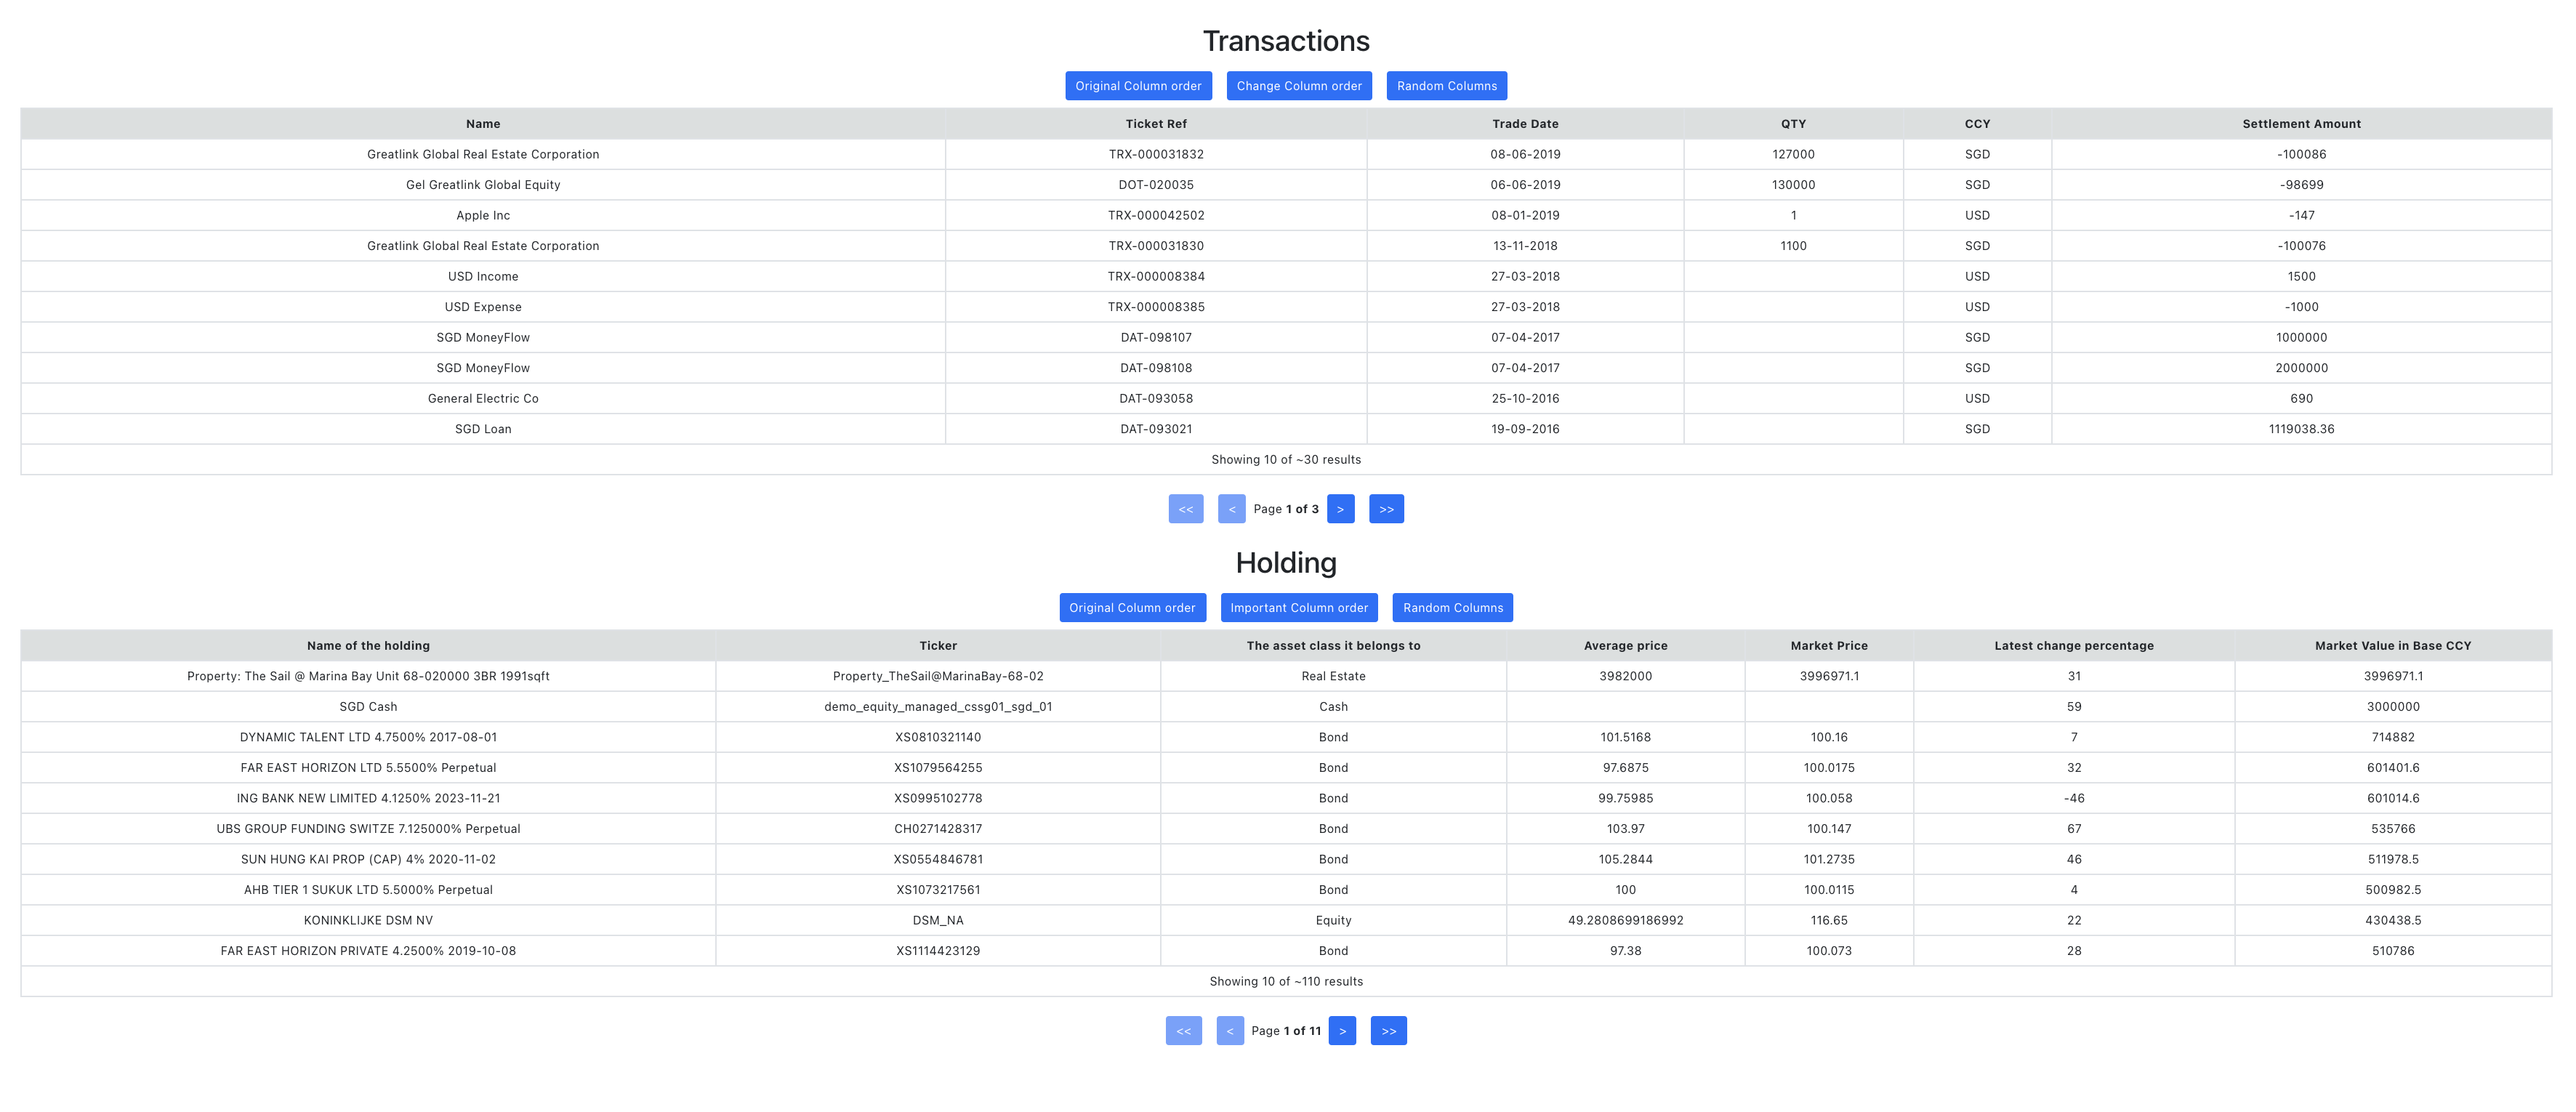 Transactions
Original Column order Change Column order Random Columns
Name Ticket Ref Trade Date QTY CCY Settlement Amount
Greatlink Global Real Estate Corporation TRX-000031832 08-06-2019 127000 SGD -100086
Gel Greatlink Global Equity DOT-020035 06-06-2019 130000 SGD -98699
Apple Inc TRX-000042502 08-01-2019 1 USD -147
Greatlink Global Real Estate Corporation TRX-000031830 13-11-2018 1100 SGD -100076
USD Income TRX-000008384 27-03-2018 USD 1500
USD Expense TRX-000008385 27-03-2018 USD -1000
SGD MoneyFlow DAT-098107 07-04-2017 SGD 1000000
SGD MoneyFlow DAT-098108 07-04-2017 SGD 2000000
General Electric Co DAT-093058 25-10-2016 USD 690
SGD Loan DAT-093021 19-09-2016 SGD 1119038.36
Showing 10 of ~30 results
<< < Page 1 of 3 > >>
Holding
Original Column order Important Column order Random Columns
Name of the holding Ticker The asset class it belongs to Average price Market Price Latest change percentage Market Value in Base CCY
Property: The Sail @ Marina Bay Unit 68-020000 3BR 1991sqft Property_TheSail@MarinaBay-68-02 Real Estate 3982000 3996971.1 31 3996971.1
SGD Cash demo_equity_managed_cssg01_sgd_01 Cash 59 3000000
DYNAMIC TALENT LTD 4.7500% 2017-08-01 XS0810321140 Bond 101.5168 100.16 7 714882
FAR EAST HORIZON LTD 5.5500% Perpetual XS1079564255 Bond 97.6875 100.0175 32 601401.6
ING BANK NEW LIMITED 4.1250% 2023-11-21 XS0995102778 Bond 99.75985 100.058 -46 601014.6
UBS GROUP FUNDING SWITZE 7.125000% Perpetual CH0271428317 Bond 103.97 100.147 67 535766
SUN HUNG KAI PROP (CAP) 4% 2020-11-02 XS0554846781 Bond 105.2844 101.2735 46 511978.5
AHB TIER 1 SUKUK LTD 5.5000% Perpetual XS1073217561 Bond 100 100.0115 4 500982.5
KONINKLIJKE DSM NV DSM_NA Equity 49.2808699186992 116.65 22 430438.5
FAR EAST HORIZON PRIVATE 4.2500% 2019-10-08 XS1114423129 Bond 97.38 100.073 28 510786
Showing 10 of ~110 results
<< < Page 1 of 11 > >>